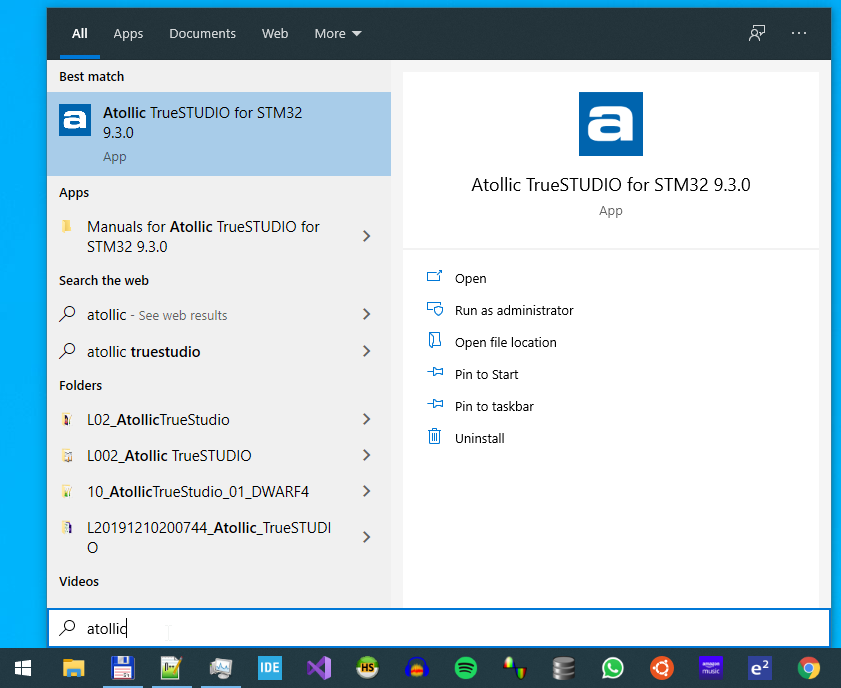 All Apps Documents Web More
Best match
Atollic TrueSTUDIO for STM32
9.3.0
App
Apps
Manuals for Atollic TrueSTUDIO for
STM32 9.3.0
Search the web
atollic - See web results
atollic truestudio
Folders
L02_AtollicTrueStudio
L002_Atollic TrueSTUDIO
10_AtollicTrueStudio_01_DWARF4
L20191210200744_Atollic_TrueSTUDI
O
Videos
a
Atollic TrueSTUDIO for STM32 9.3.0
App
Open
Run as administrator
Open file location
Pin to Start
Pin to taskbar
Uninstall
atollic
IDE
HS
amazon
music
e2